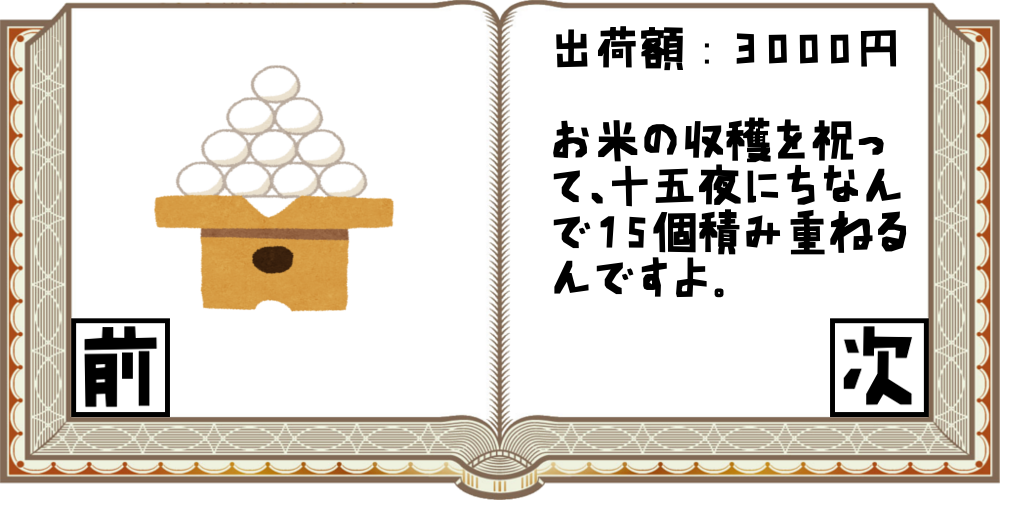 出荷額：３０００円
お米の収穫を祝っ
て、十五夜にちなん
で15個積み重ねる
んですよ。
前
次